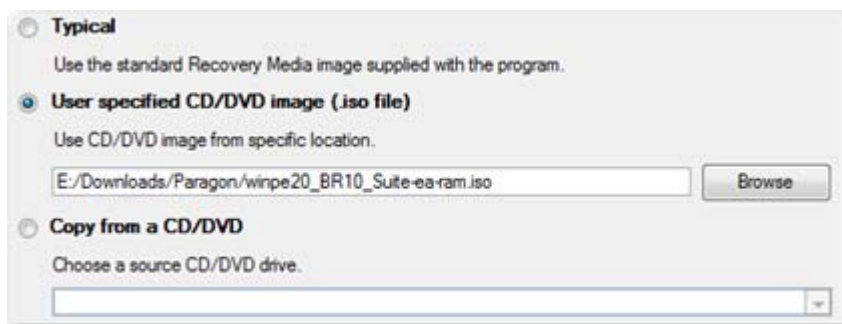 Typical
Use the standard Recovery Media image supplied with the program.
User specified CD/DVD image (.iso file)
Use CD/DVD image from specific location.
E:/Downloads/Paragon/winpe20_BR10_Suite-ea-ram.iso
Browse
Copy from a CD/DVD
Choose a source CD/DVD drive.